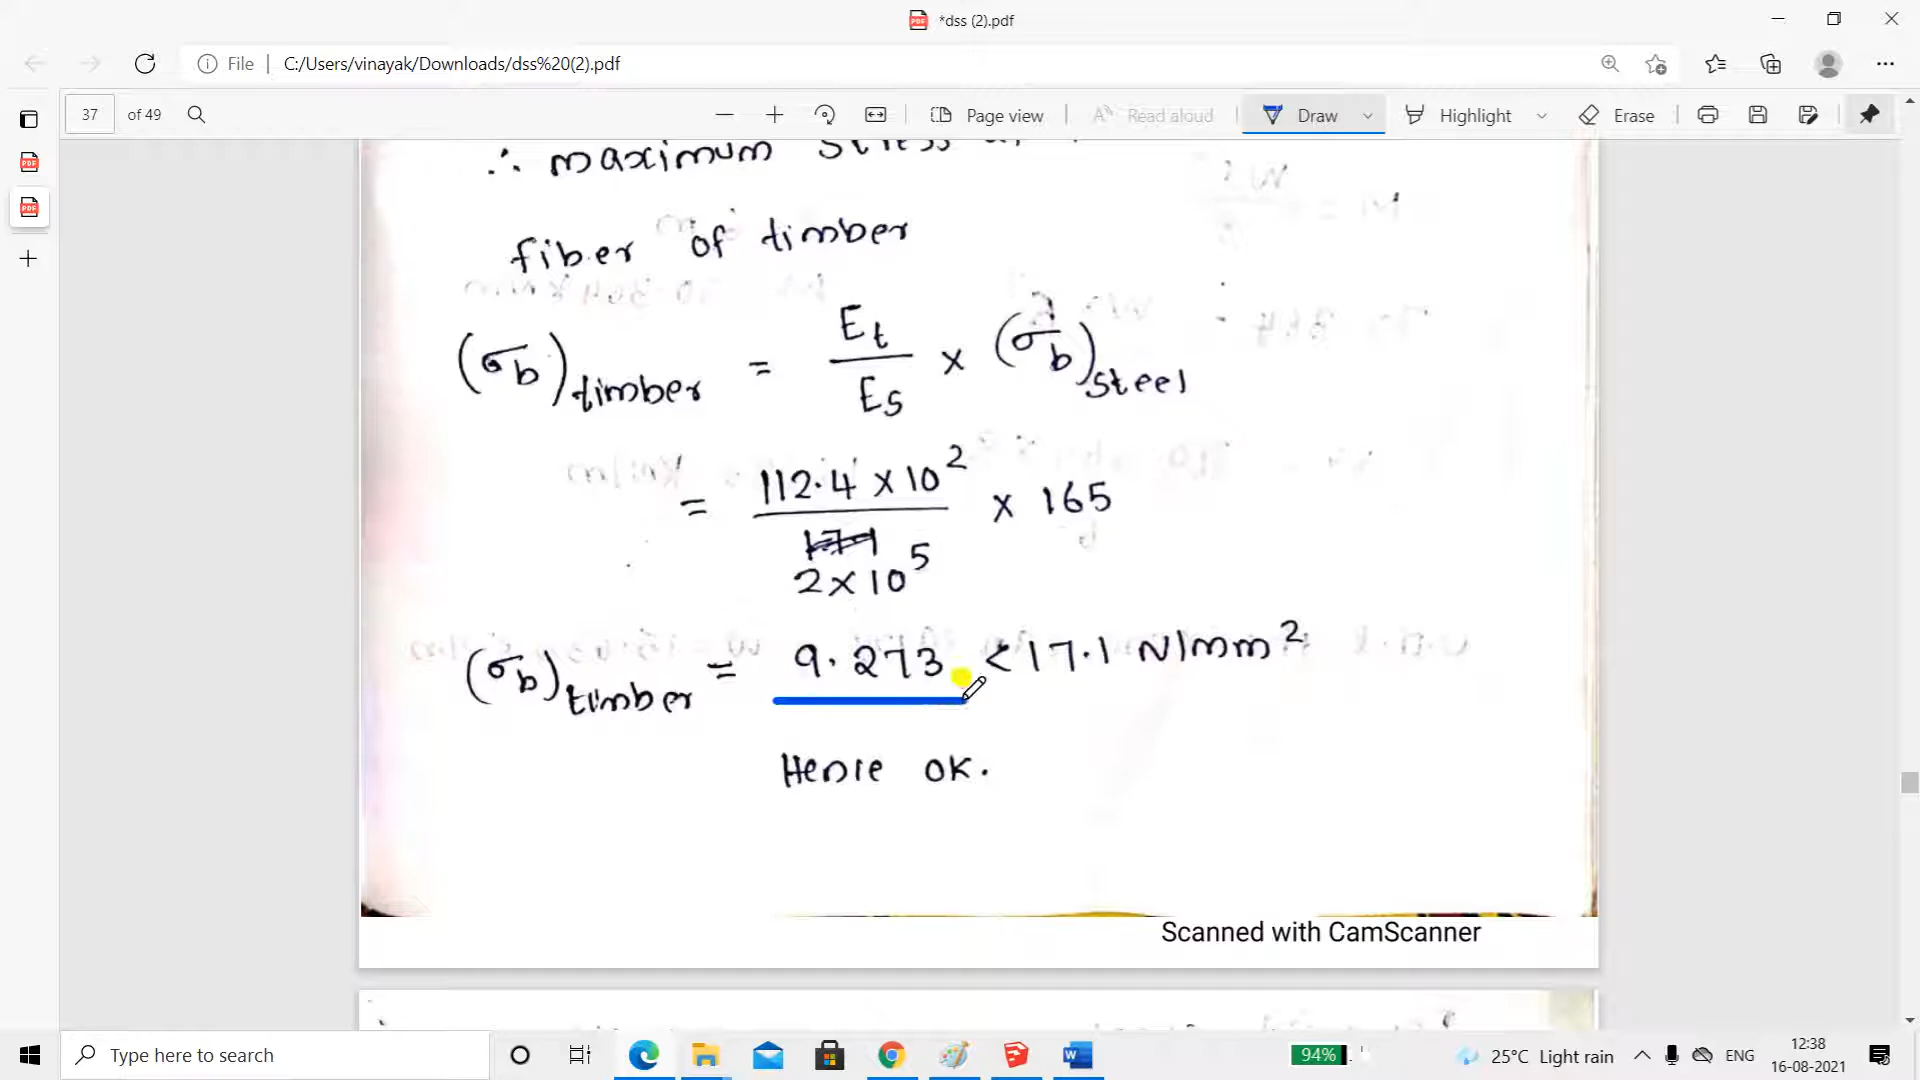 *dss (2).pdf
File C:/Users/vinayak/Downloads/dss%20(2).pdf
37 of 49 Page view Read aloud Draw Highlight Erase
∴ maximum stress
fiber of timber
(σb)timber = Et/Es × (σb)steel
= 112.4 × 10² / 2×10⁵ × 165
(σb)timber = 9.273 < 17.1 N/mm²
Hence ok.
Scanned with CamScanner
Type here to search 94% 25°C Light rain ENG 12:38
16-08-2021